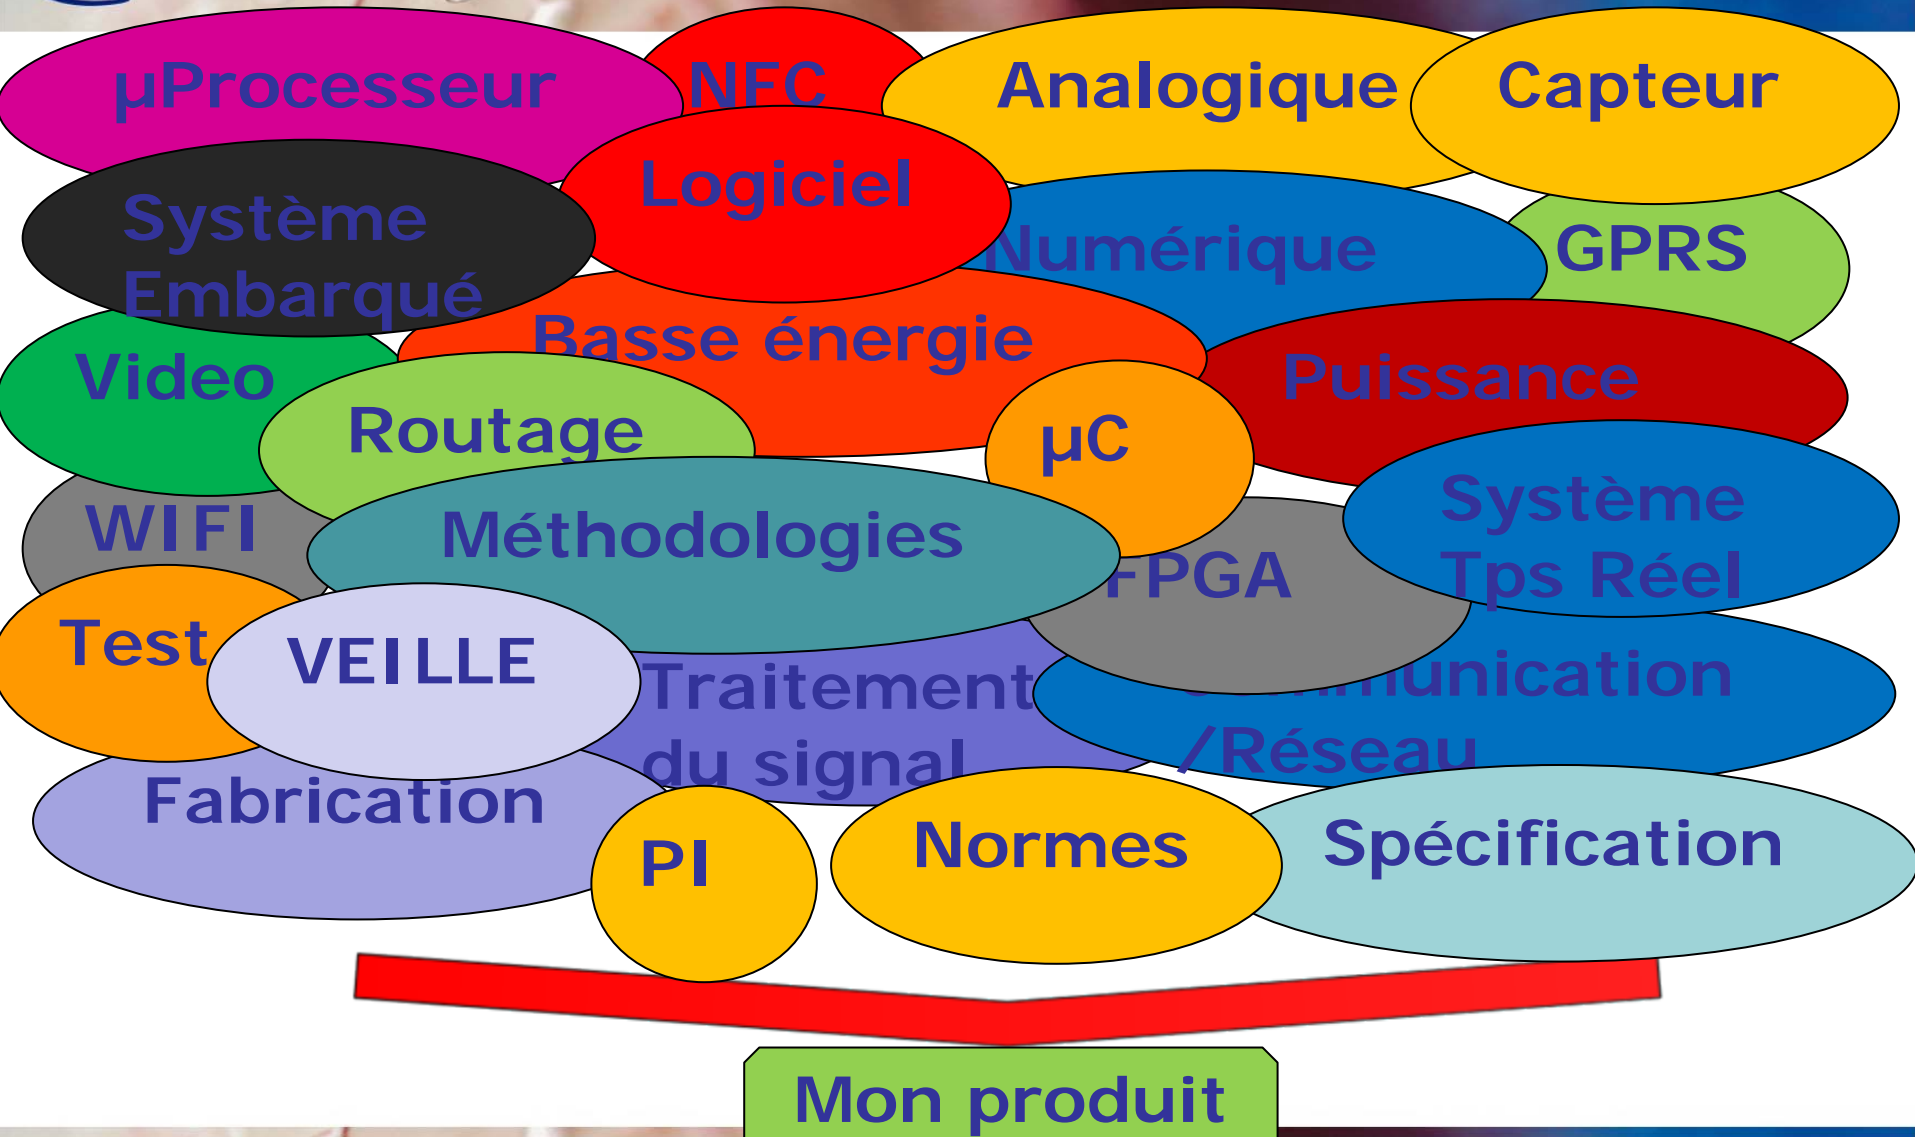 µProcesseur
NFC
Analogique
Capteur
Logiciel
Système
Embarqué
Numérique
GPRS
Basse énergie
Video
Puissance
Routage
µC
Système
Tps Réel
WIFI
Méthodologies
FPGA
Test
VEILLE
Traitement
du signal
Communication
/Réseau
Fabrication
PI
Normes
Spécification
Mon produit